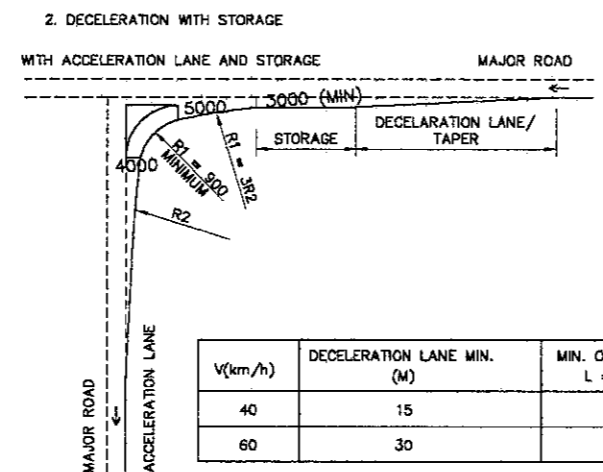 2. DECELERATION WITH STORAGE
WITH ACCELERATION LANE AND STORAGE
MAJOR ROAD
5000
3000 (MIN)
STORAGE
DECELARATION LANE/
TAPER
4000
R1 = 900
MINIMUM
R1 = 3R2
R2
ACCELERATION LANE
MAJOR ROAD
V(km/h)
DECELERATION LANE MIN.
(M)
MIN.
L =
40
15
60
30